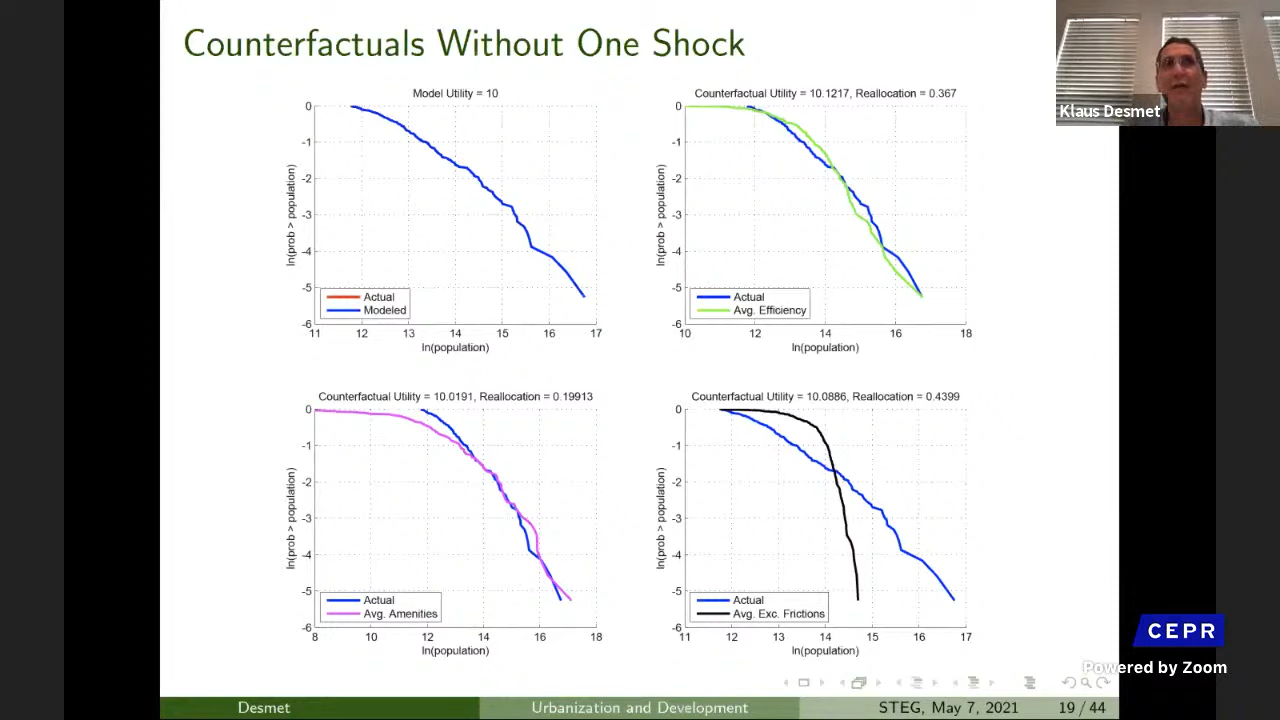 Counterfactuals Without One Shock
Klaus Desmet
Model Utility = 10
0
-1
-2
-3
-4
-5
-6
ln(prob > population)
Actual
Modeled
11 12 13 14 15 16 17
ln(population)
Counterfactual Utility = 10.1217, Reallocation = 0.367
0
-1
-2
-3
-4
-5
-6
ln(prob > population)
Actual
Avg. Efficiency
10 12 14 16 18
ln(population)
Counterfactual Utility = 10.0191, Reallocation = 0.19913
0
-1
-2
-3
-4
-5
-6
ln(prob > population)
Actual
Avg. Amenities
8 10 12 14 16 18
ln(population)
Counterfactual Utility = 10.0886, Reallocation = 0.4399
0
-1
-2
-3
-4
-5
-6
ln(prob > population)
Actual
Avg. Exc. Frictions
11 12 13 14 15 16 17
ln(population)
CEPR
Powered by Zoom
Desmet Urbanization and Development STEG, May 7, 2021 19 / 44